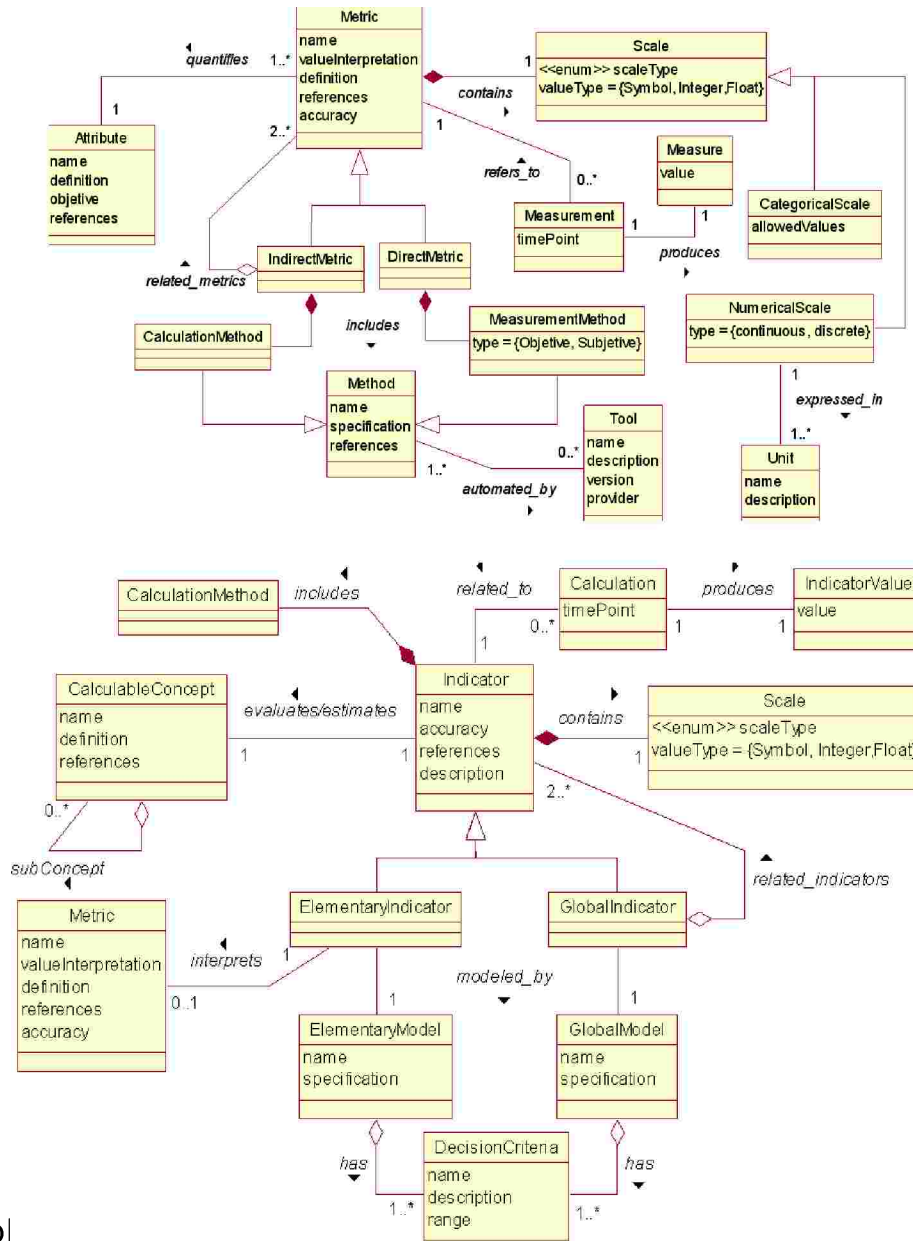 Metric
name
valueInterpretation
definition
references
accuracy
quantifies
1..*
1
Attribute
name
definition
objetive
references
2..*
related_metrics
1
contains
Scale
<<enum>> scaleType
valueType = {Symbol, Integer,Float}
1
refers_to
0..*
Measure
value
Measurement
timePoint
1
1
produces
CategoricalScale
allowedValues
IndirectMetric
DirectMetric
CalculationMethod
includes
MeasurementMethod
type = {Objetive, Subjetive}
NumericalScale
type = {continuous, discrete}
1
expressed_in
1..*
Unit
name
description
Method
name
specification
references
1..*
automated_by
0..*
Tool
name
description
version
provider
CalculationMethod
includes
related_to
1
0..*
Calculation
timePoint
produces
1
1
IndicatorValue
value
CalculableConcept
name
definition
references
evaluates/estimates
1
1
Indicator
name
accuracy
references
description
contains
1
Scale
<<enum>> scaleType
valueType = {Symbol, Integer,Float}
0..*
subConcept
2..*
related_indicators
Metric
name
valueInterpretation
definition
references
accuracy
interprets
1
0..1
ElementaryIndicator
GlobalIndicator
modeled_by
1
1
ElementaryModel
name
specification
GlobalModel
name
specification
has
1..*
DecisionCriteria
name
description
range
has
1..*